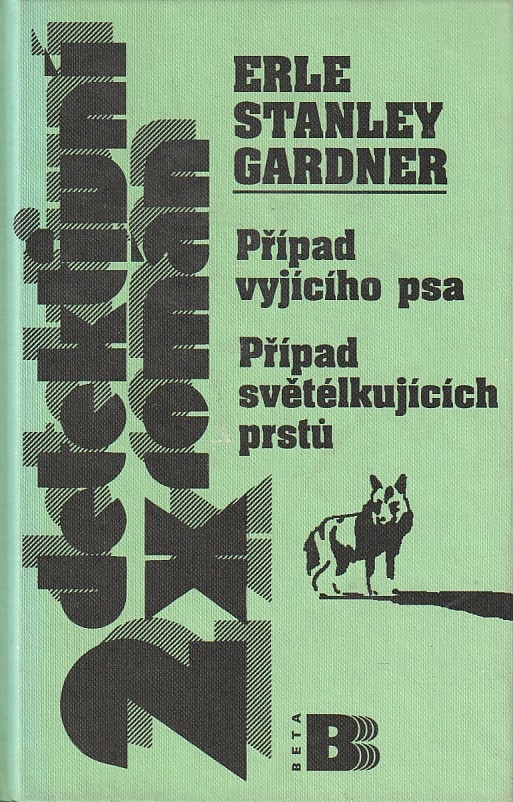 ERLE
STANLEY
GARDNER
Případ
vyjícího psa
Případ
světélkujících
prstů
2x
detektivní
román
BETA
B